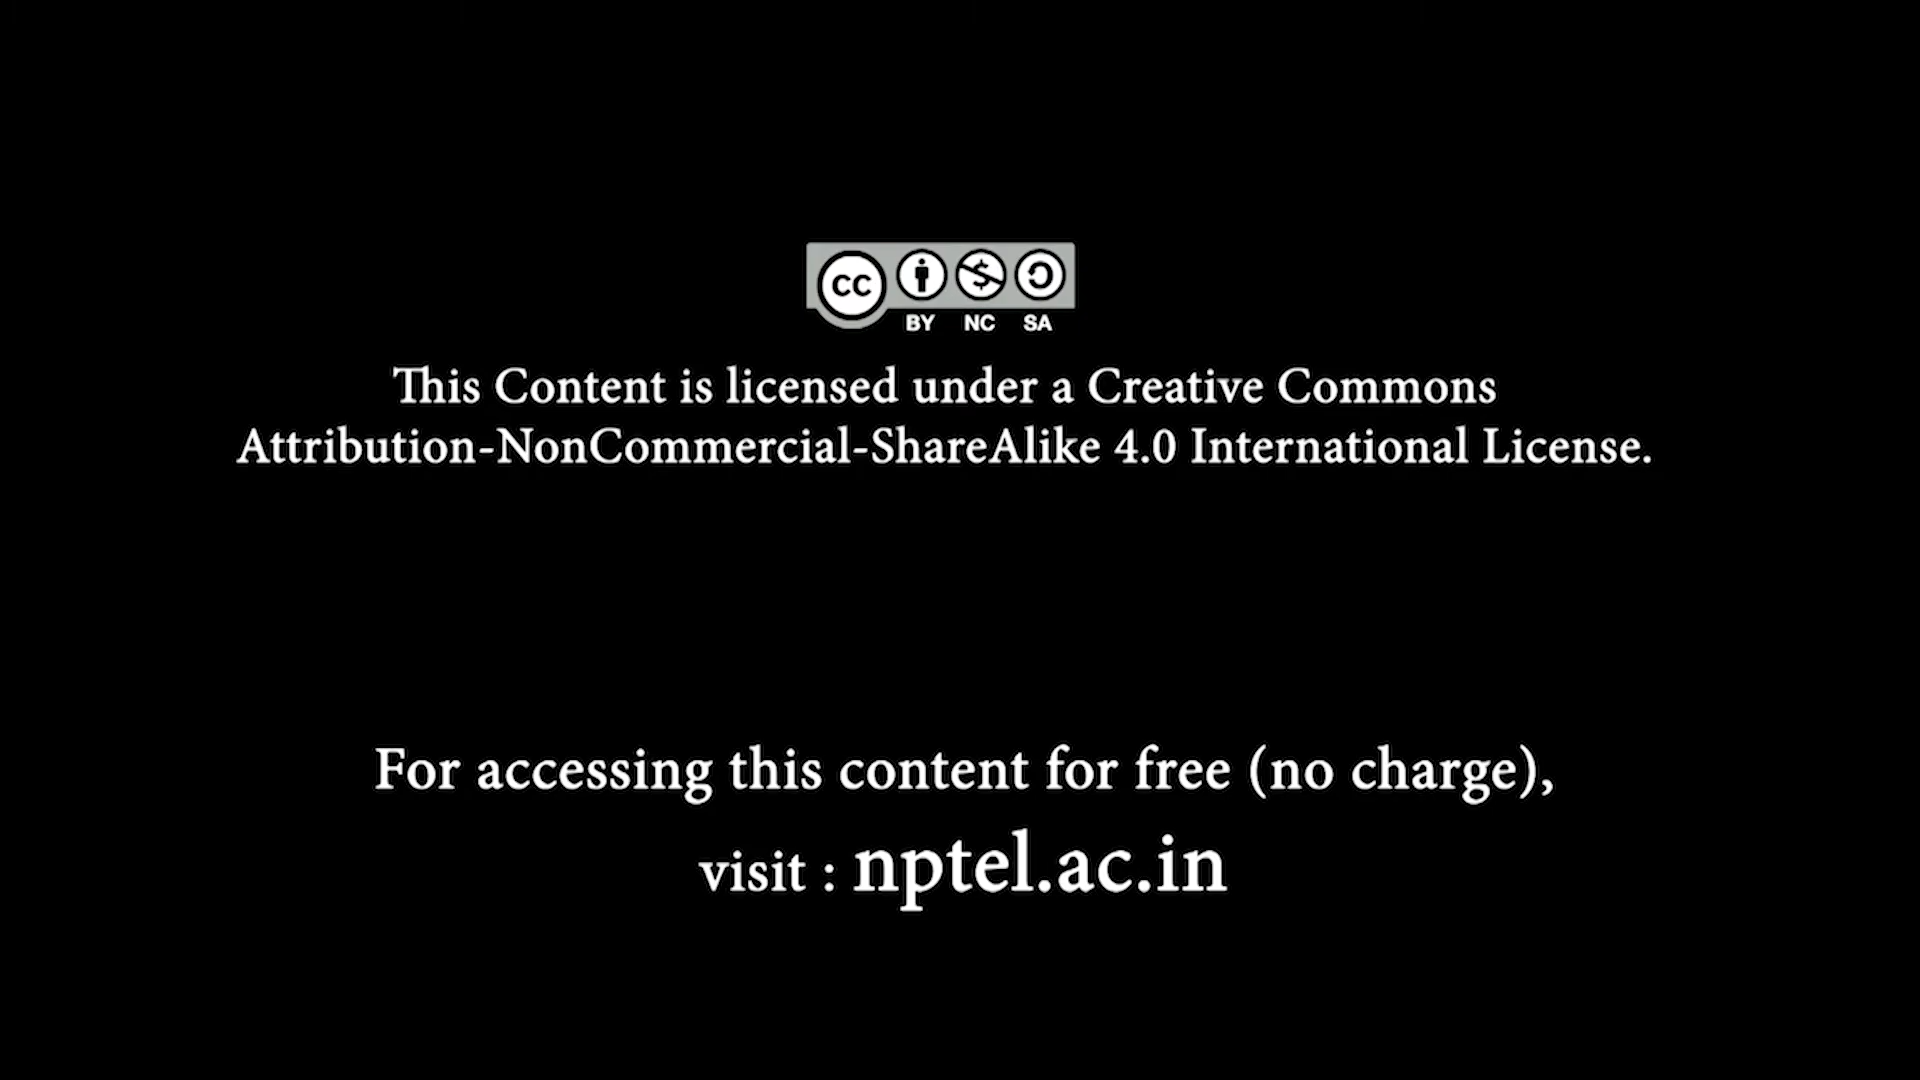 CC
BY NC SA
This Content is licensed under a Creative Commons
Attribution-NonCommercial-ShareAlike 4.0 International License.
For accessing this content for free (no charge),
visit : nptel.ac.in